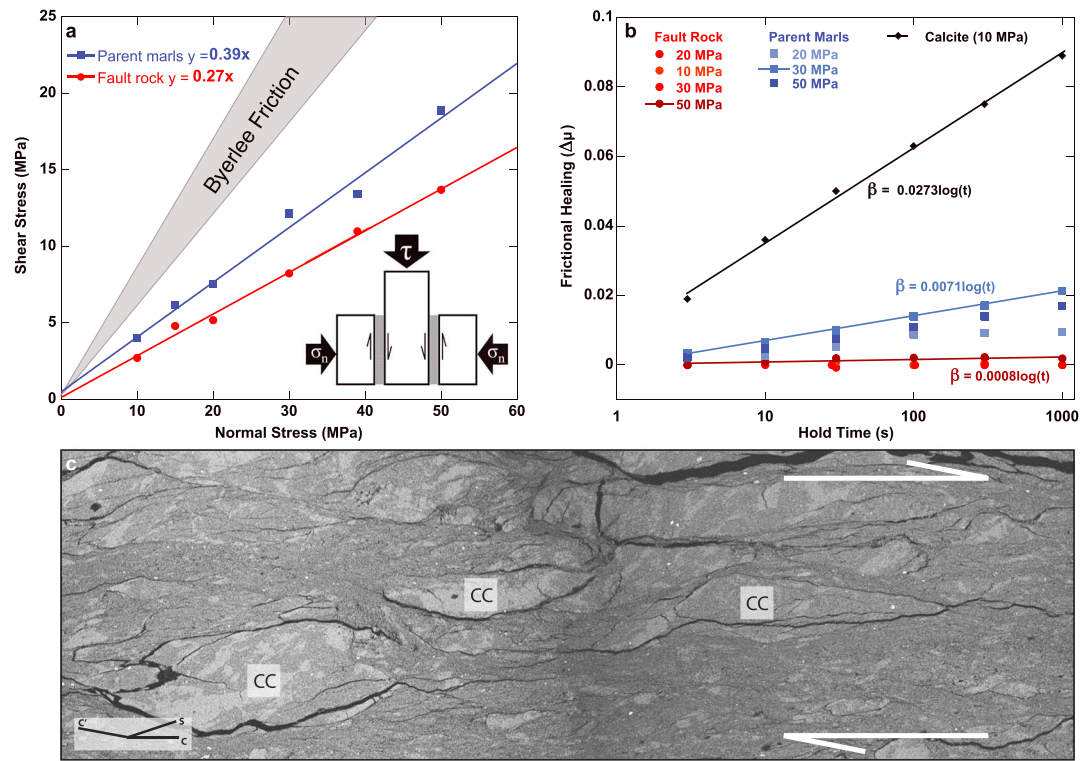 a
25
20
15
10
5
0
Shear Stress (MPa)
Parent marls y = 0.39x
Fault rock y = 0.27x
Byerlee Friction
τ
σn
σn
0
10
20
30
40
50
60
Normal Stress (MPa)
b
0.1
0.08
0.06
0.04
0.02
0
Frictional Healing (Δμ)
Fault Rock
20 MPa
10 MPa
30 MPa
50 MPa
Parent Marls
20 MPa
30 MPa
50 MPa
Calcite (10 MPa)
β = 0.0273log(t)
β = 0.0071log(t)
β = 0.0008log(t)
1
10
100
1000
Hold Time (s)
c
CC
CC
CC
C'
S
C